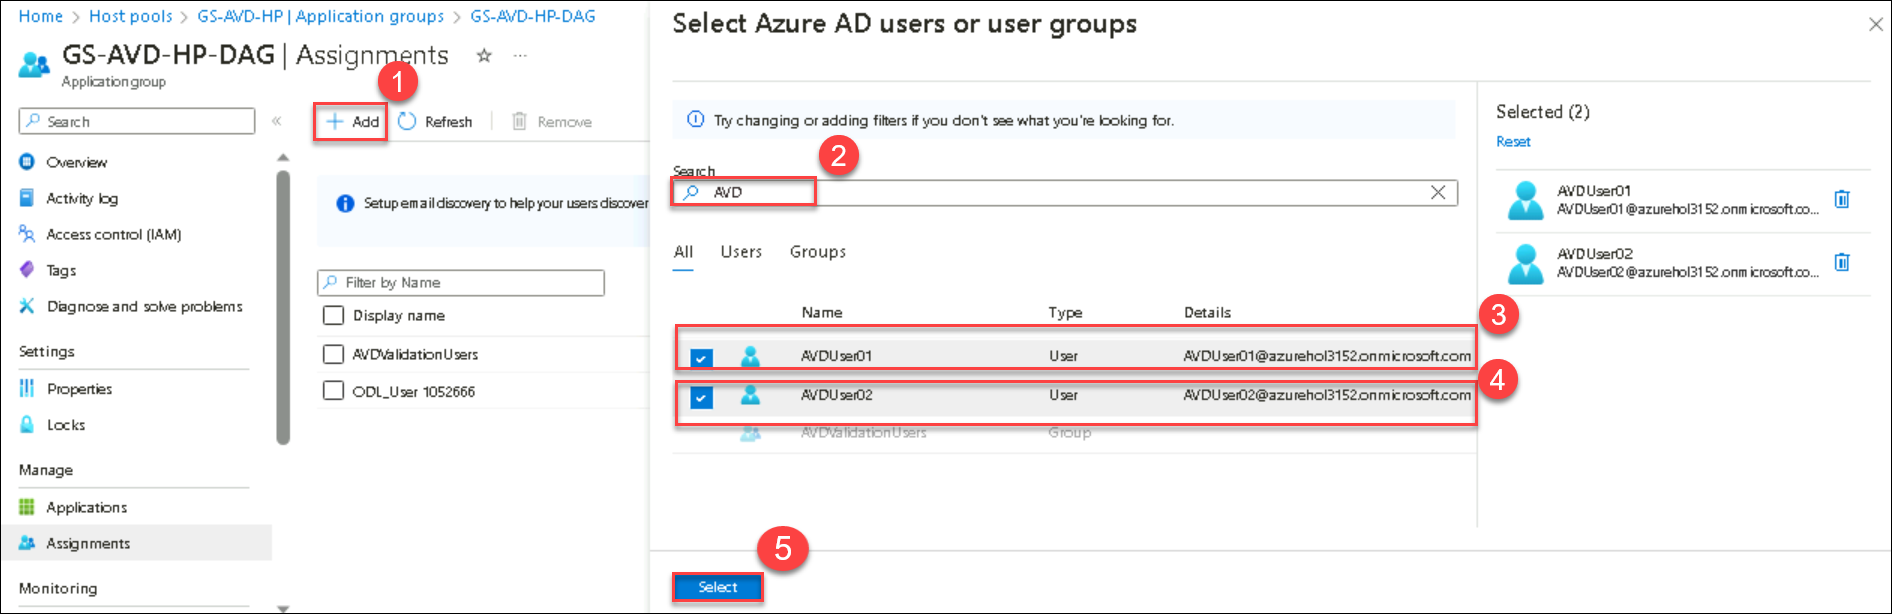 Home > Host pools > GS-AVD-HP | Application groups > GS-AVD-HP-DAG
GS-AVD-HP-DAG | Assignments ☆ ...
Application group
1
Search «
+ Add Refresh Remove
Overview
Activity log
Access control (IAM)
Tags
Diagnose and solve problems
Settings
Properties
Locks
Manage
Applications
Assignments
Monitoring
Setup email discovery to help your users discover
Filter by Name
Display name
AVDValidationUsers
ODL_User 1052666
Select Azure AD users or user groups
Try changing or adding filters if you don't see what you're looking for.
2
Search
AVD
All Users Groups
Name Type Details
3
AVDUser01 User AVDUser01@azurehol3152.onmicrosoft.com
4
AVDUser02 User AVDUser02@azurehol3152.onmicrosoft.com
AVDValidationUsers Group
5
Select
Selected (2)
Reset
AVDUser01
AVDUser01@azurehol3152.onmicrosoft.co...
AVDUser02
AVDUser02@azurehol3152.onmicrosoft.co...